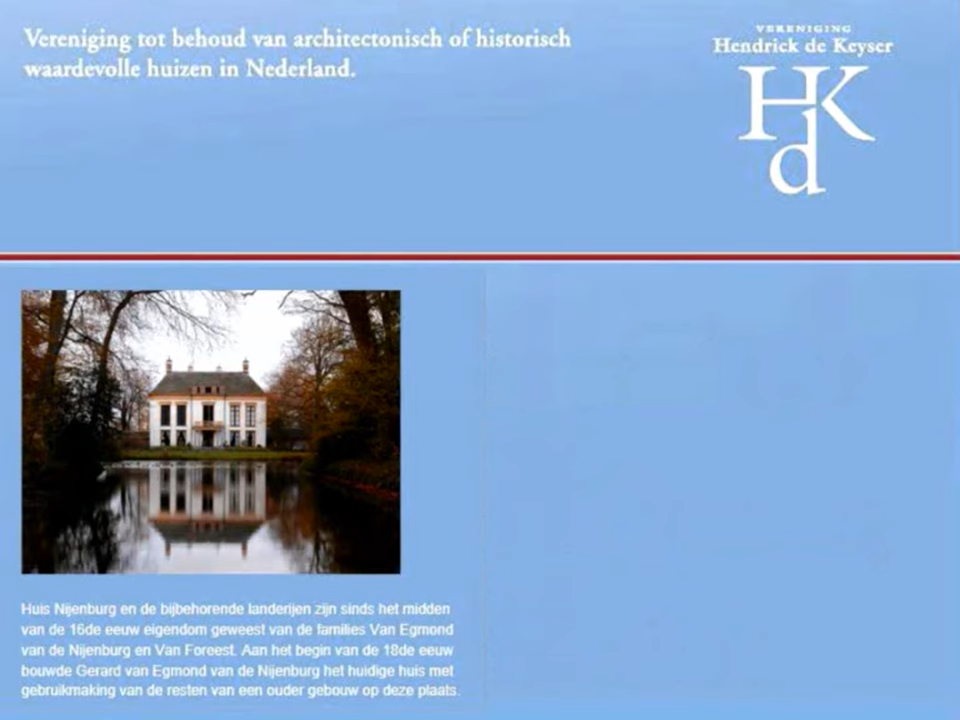 Vereniging tot behoud van architectonisch of historisch
waardevolle huizen in Nederland.
VERENIGING
Hendrick de Keyser
HdK
Huis Nijenburg en de bijbehorende landerijen zijn sinds het midden
van de 16de eeuw eigendom geweest van de families Van Egmond
van de Nijenburg en Van Foreest. Aan het begin van de 18de eeuw
bouwde Gerard van Egmond van de Nijenburg het huidige huis met
gebruikmaking van de resten van een ouder gebouw op deze plaats.